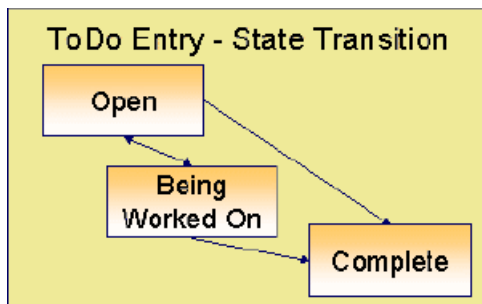 ToDo Entry - State Transition
Open
Being
Worked On
Complete